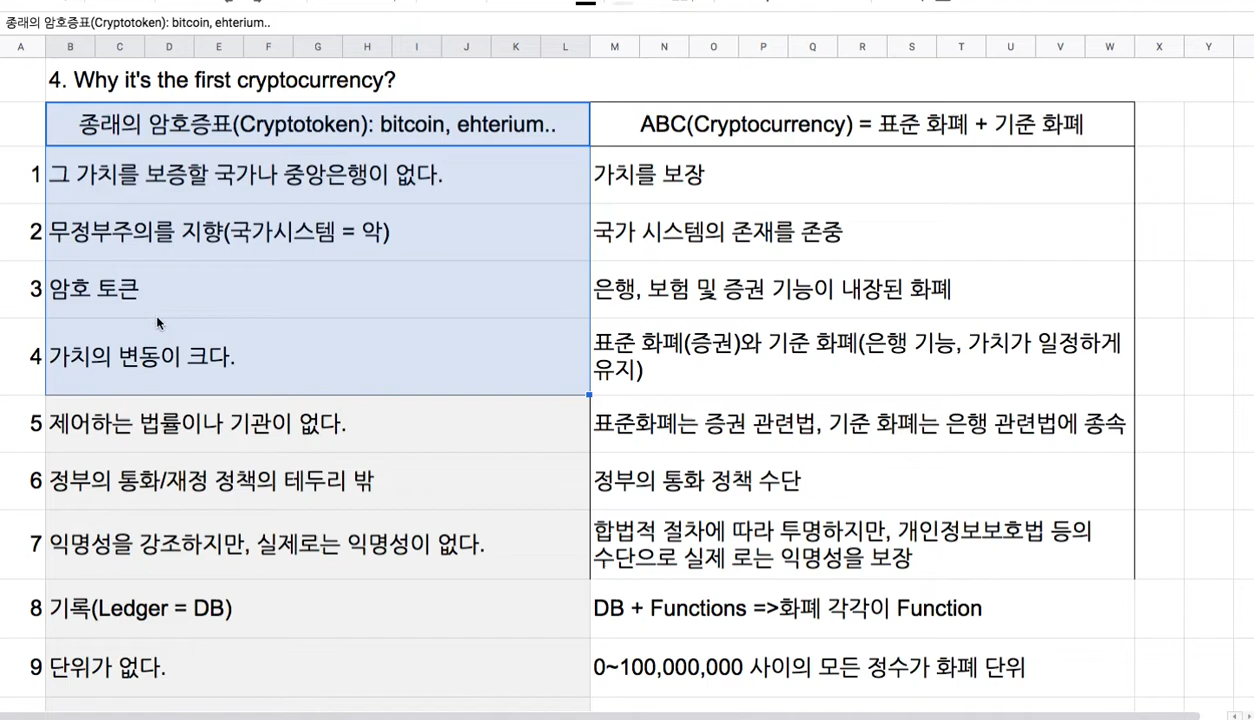 종래의 암호증표(Cryptotoken): bitcoin, ehterium..
A B C D E F G H I J K L M N O P Q R S T U V W X Y
4. Why it's the first cryptocurrency?
종래의 암호증표(Cryptotoken): bitcoin, ehterium.. ABC(Cryptocurrency) = 표준 화폐 + 기준 화폐
1 그 가치를 보증할 국가나 중앙은행이 없다. 가치를 보장
2 무정부주의를 지향(국가시스템 = 악) 국가 시스템의 존재를 존중
3 암호 토큰 은행, 보험 및 증권 기능이 내장된 화폐
4 가치의 변동이 크다. 표준 화폐(증권)와 기준 화폐(은행 기능, 가치가 일정하게
유지)
5 제어하는 법률이나 기관이 없다. 표준화폐는 증권 관련법, 기준 화폐는 은행 관련법에 종속
6 정부의 통화/재정 정책의 테두리 밖 정부의 통화 정책 수단
7 익명성을 강조하지만, 실제로는 익명성이 없다. 합법적 절차에 따라 투명하지만, 개인정보보호법 등의
수단으로 실제 로는 익명성을 보장
8 기록(Ledger = DB) DB + Functions =>화폐 각각이 Function
9 단위가 없다. 0~100,000,000 사이의 모든 정수가 화폐 단위